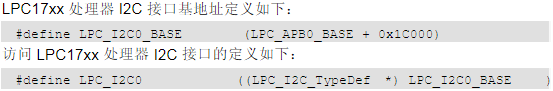 LPC17xx 处理器 I2C 接口基地址定义如下：
#define LPC_I2C0_BASE (LPC_APB0_BASE + 0x1C000)
访问 LPC17xx 处理器 I2C 接口的定义如下：
#define LPC_I2C0 ((LPC_I2C_TypeDef *) LPC_I2C0_BASE )